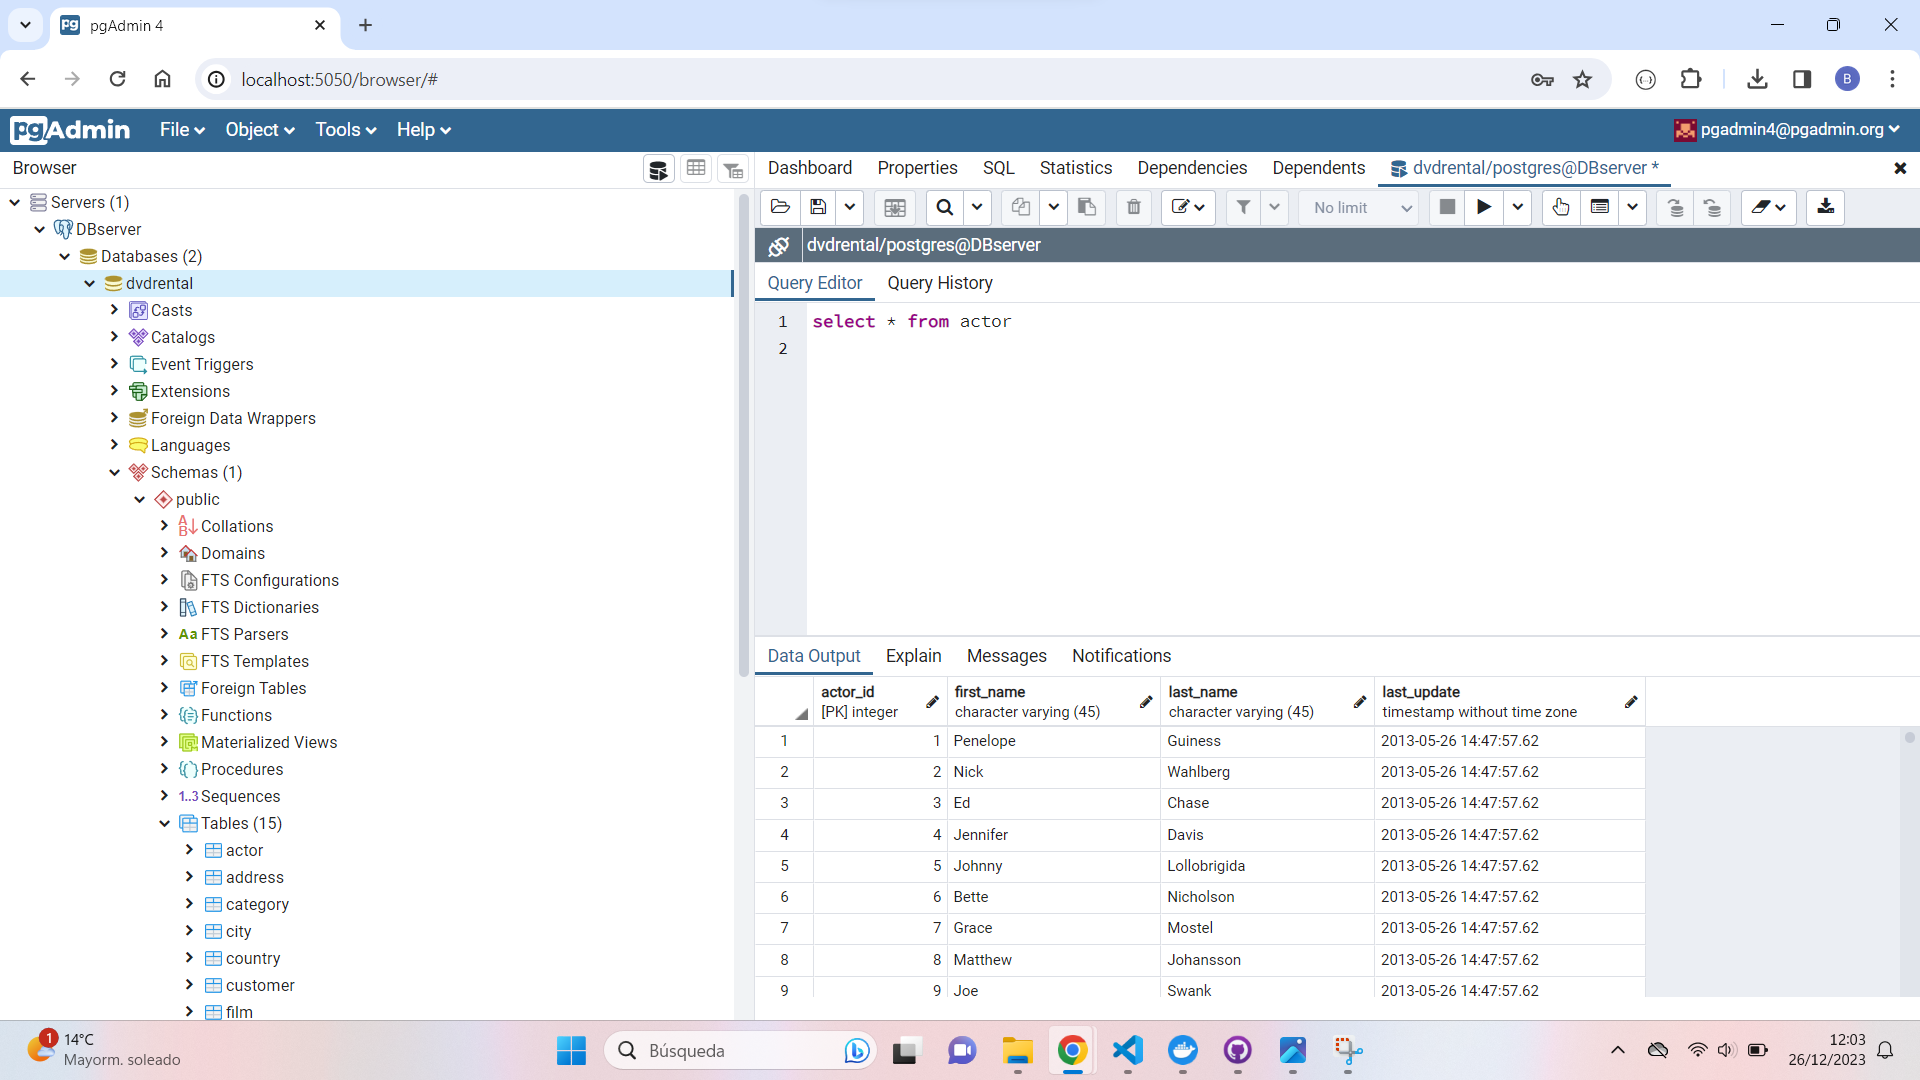 pgAdmin 4
localhost:5050/browser/#
B
pgAdmin File Object Tools Help pgadmin4@pgadmin.org
Browser
Dashboard Properties SQL Statistics Dependencies Dependents dvdrental/postgres@DBserver *
Servers (1)
DBserver
Databases (2)
dvdrental
Casts
Catalogs
Event Triggers
Extensions
Foreign Data Wrappers
Languages
Schemas (1)
public
Collations
Domains
FTS Configurations
FTS Dictionaries
Aa FTS Parsers
FTS Templates
Foreign Tables
Functions
Materialized Views
Procedures
1..3 Sequences
Tables (15)
actor
address
category
city
country
customer
film
No limit
dvdrental/postgres@DBserver
Query Editor Query History
1 select * from actor
2
Data Output Explain Messages Notifications
actor_id first_name last_name last_update
[PK] integer character varying (45) character varying (45) timestamp without time zone
1 1 Penelope Guiness 2013-05-26 14:47:57.62
2 2 Nick Wahlberg 2013-05-26 14:47:57.62
3 3 Ed Chase 2013-05-26 14:47:57.62
4 4 Jennifer Davis 2013-05-26 14:47:57.62
5 5 Johnny Lollobrigida 2013-05-26 14:47:57.62
6 6 Bette Nicholson 2013-05-26 14:47:57.62
7 7 Grace Mostel 2013-05-26 14:47:57.62
8 8 Matthew Johansson 2013-05-26 14:47:57.62
9 9 Joe Swank 2013-05-26 14:47:57.62
1 14°C
Mayorm. soleado
Búsqueda
12:03
26/12/2023